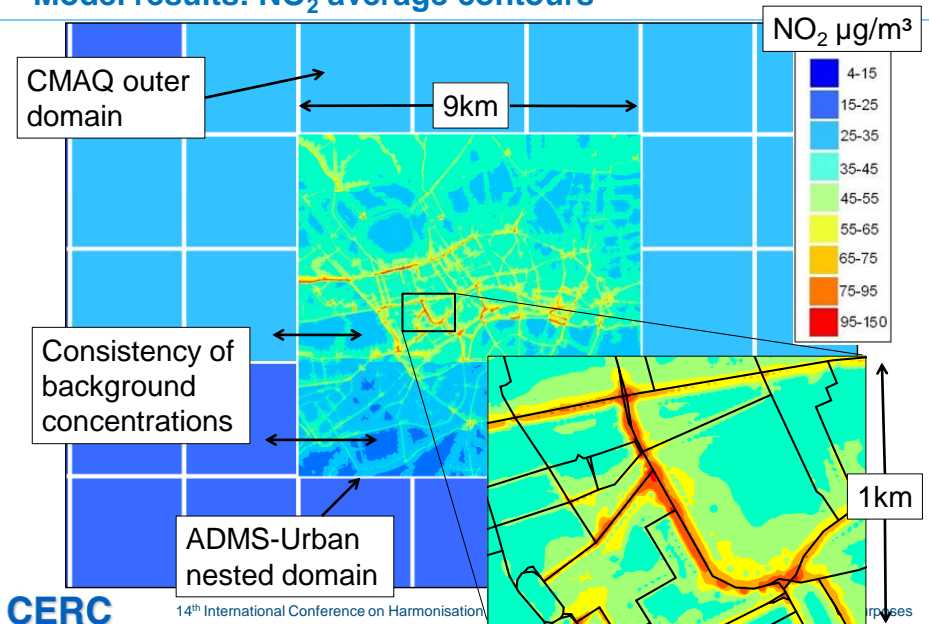 Model results: NO₂ average contours
NO₂ µg/m³
CMAQ outer
domain
9km
4-15
15-25
25-35
35-45
45-55
55-65
65-75
75-95
95-150
Consistency of
background
concentrations
1km
ADMS-Urban
nested domain
CERC
14th International Conference on Harmonisation